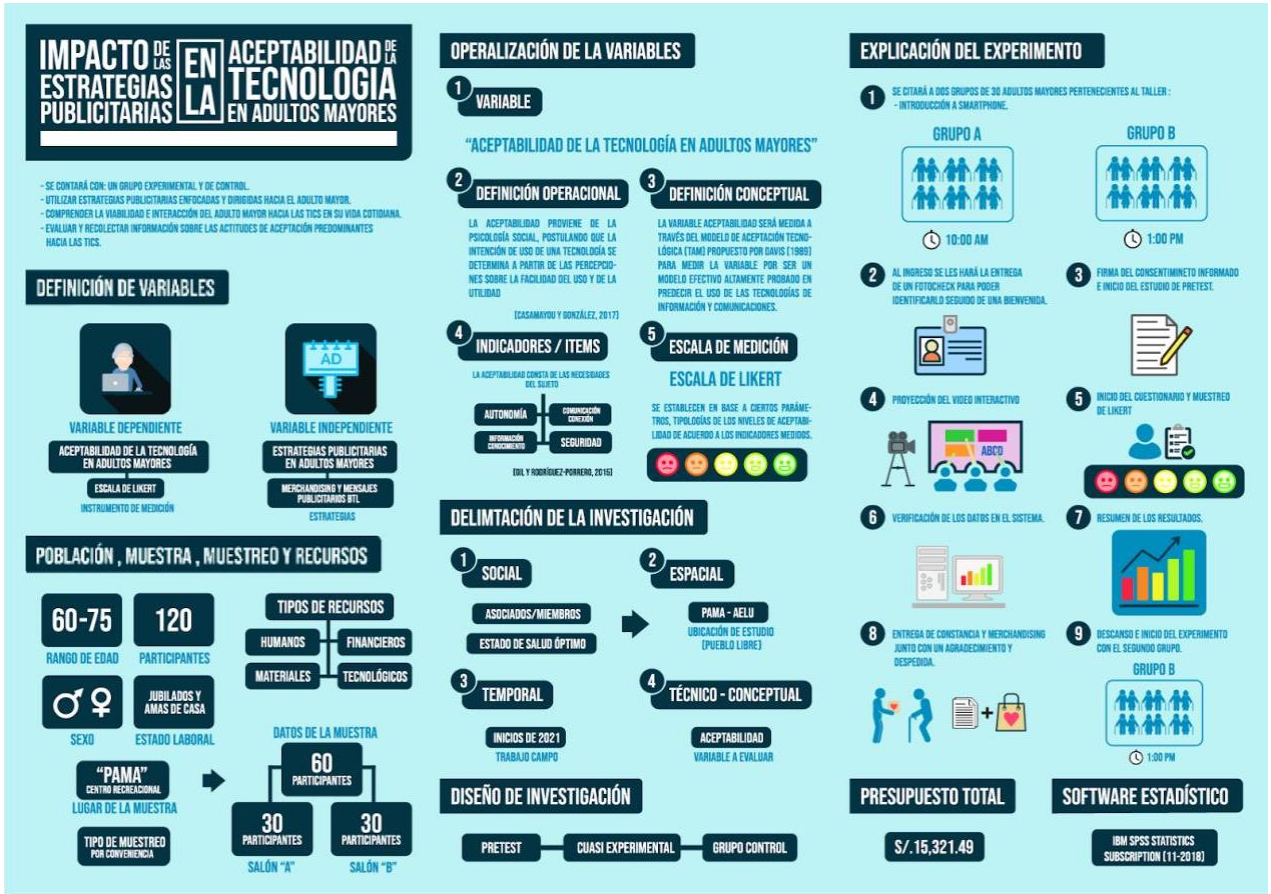 IMPACTO DE LAS
ESTRATEGIAS
PUBLICITARIAS
EN
LA
ACEPTABILIDAD DE LA
TECNOLOGIA
EN ADULTOS MAYORES
- SE CONTARÁ CON: UN GRUPO EXPERIMENTAL Y DE CONTROL.
- UTILIZAR ESTRATEGIAS PUBLICITARIAS ENFOCADAS Y DIRIGIDAS HACIA EL ADULTO MAYOR.
- COMPRENDER LA VIABILIDAD E INTERACCIÓN DEL ADULTO MAYOR HACIA LAS TICS EN SU VIDA COTIDIANA.
- EVALUAR Y RECOLECTAR INFORMACIÓN SOBRE LAS ACTITUDES DE ACEPTACIÓN PREDOMINANTES
HACIA LAS TICS.
DEFINICIÓN DE VARIABLES
AD
VARIABLE DEPENDIENTE
ACEPTABILIDAD DE LA TECNOLOGÍA
EN ADULTOS MAYORES
ESCALA DE LIKERT
INSTRUMENTO DE MEDICIÓN
VARIABLE INDEPENDIENTE
ESTRATEGIAS PUBLICITARIAS
EN ADULTOS MAYORES
MERCHANDISING Y MENSAJES
PUBLICITARIOS BTL
ESTRATEGIAS
POBLACIÓN , MUESTRA , MUESTREO Y RECURSOS
60-75
RANGO DE EDAD
120
PARTICIPANTES
SEXO
JUBILADOS Y
AMAS DE CASA
ESTADO LABORAL
TIPOS DE RECURSOS
HUMANOS
FINANCIEROS
MATERIALES
TECNOLÓGICOS
"PAMA"
CENTRO RECREACIONAL
LUGAR DE LA MUESTRA
TIPO DE MUESTREO
POR CONVENIENCIA
DATOS DE LA MUESTRA
60
PARTICIPANTES
30
PARTICIPANTES
SALÓN "A"
30
PARTICIPANTES
SALÓN "B"
OPERALIZACIÓN DE LA VARIABLES
1 VARIABLE
"ACEPTABILIDAD DE LA TECNOLOGÍA EN ADULTOS MAYORES"
2 DEFINICIÓN OPERACIONAL
LA ACEPTABILIDAD PROVIENE DE LA
PSICOLOGÍA SOCIAL, POSTULANDO QUE LA
INTENCIÓN DE USO DE UNA TECNOLOGÍA SE
DETERMINA A PARTIR DE LAS PERCEPCIO-
NES SOBRE LA FACILIDAD DEL USO Y DE LA
UTILIDAD
[CASAMAYOU Y GONZÁLEZ, 2017]
3 DEFINICIÓN CONCEPTUAL
LA VARIABLE ACEPTABILIDAD SERÁ MEDIDA A
TRAVÉS DEL MODELO DE ACEPTACIÓN TECNO-
LÓGICA [TAM] PROPUESTO POR DAVIS [1989]
PARA MEDIR LA VARIABLE POR SER UN
MODELO EFECTIVO ALTAMENTE PROBADO EN
PREDECIR EL USO DE LAS TECNOLOGÍAS DE
INFORMACIÓN Y COMUNICACIONES.
4 INDICADORES / ITEMS
LA ACEPTABILIDAD CONSTA DE LAS NECESIDADES
DEL SUJETO
AUTONOMÍA
COMUNICACIÓN
CONEXIÓN
INFORMACIÓN
CONOCIMIENTO
SEGURIDAD
[GIL Y RODRÍGUEZ-PORRERO, 2015]
5 ESCALA DE MEDICIÓN
ESCALA DE LIKERT
SE ESTABLECEN EN BASE A CIERTOS PARÁME-
TROS, TIPOLOGÍAS DE LOS NIVELES DE ACEPTABI-
LIDAD DE ACUERDO A LOS INDICADORES MEDIDOS.
DELIMTACIÓN DE LA INVESTIGACIÓN
1 SOCIAL
ASOCIADOS/MIEMBROS
ESTADO DE SALUD ÓPTIMO
2 ESPACIAL
PAMA - AELU
UBICACIÓN DE ESTUDIO
[PUEBLO LIBRE]
3 TEMPORAL
INICIOS DE 2021
TRABAJO CAMPO
4 TÉCNICO - CONCEPTUAL
ACEPTABILIDAD
VARIABLE A EVALUAR
DISEÑO DE INVESTIGACIÓN
PRETEST
CUASI EXPERIMENTAL
GRUPO CONTROL
EXPLICACIÓN DEL EXPERIMENTO
1 SE CITARÁ A DOS GRUPOS DE 30 ADULTOS MAYORES PERTENECIENTES AL TALLER :
- INTRODUCCIÓN A SMARTPHONE.
GRUPO A
10:00 AM
GRUPO B
1:00 PM
2 AL INGRESO SE LES HARÁ LA ENTREGA
DE UN FOTOCHECK PARA PODER
IDENTIFICARLO SEGUIDO DE UNA BIENVENIDA.
3 FIRMA DEL CONSENTIMINETO INFORMADO
E INICIO DEL ESTUDIO DE PRETEST.
4 PROYECCIÓN DEL VIDEO INTERACTIVO
ABCD
5 INICIO DEL CUESTIONARIO Y MUESTREO
DE LIKERT
6 VERIFICACIÓN DE LOS DATOS EN EL SISTEMA.
7 RESUMEN DE LOS RESULTADOS.
8 ENTREGA DE CONSTANCIA Y MERCHANDISING
JUNTO CON UN AGRADECIMIENTO Y
DESPEDIDA.
9 DESCANSO E INICIO DEL EXPERIMENTO
CON EL SEGUNDO GRUPO.
GRUPO B
1:00 PM
PRESUPUESTO TOTAL
S/.15,321.49
SOFTWARE ESTADÍSTICO
IBM SPSS STATISTICS
SUBSCRIPTION [11-2018]